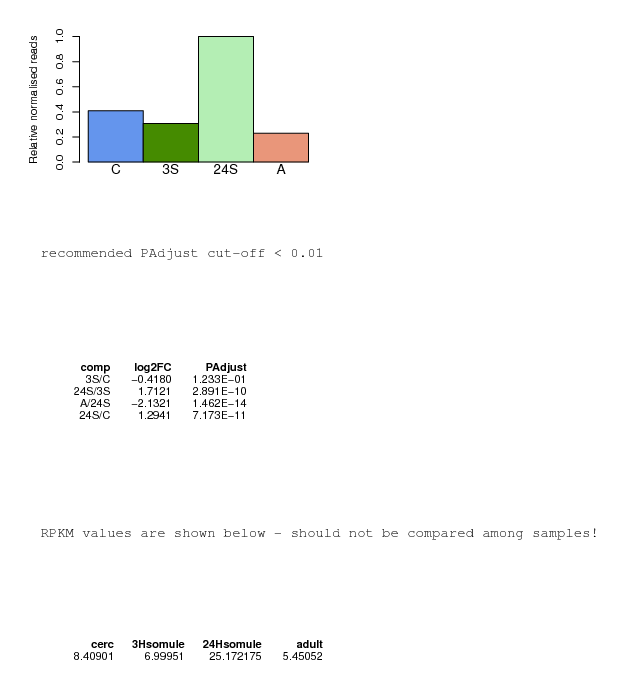 Relative normalised reads
1.0
0.8
0.6
0.4
0.2
0.0
C 3S 24S A
recommended PAdjust cut-off < 0.01
comp log2FC PAdjust
3S/C −0.4180 1.233E−01
24S/3S 1.7121 2.891E−10
A/24S −2.1321 1.462E−14
24S/C 1.2941 7.173E−11
RPKM values are shown below - should not be compared among samples!
cerc 3Hsomule 24Hsomule adult
8.40901 6.99951 25.172175 5.45052